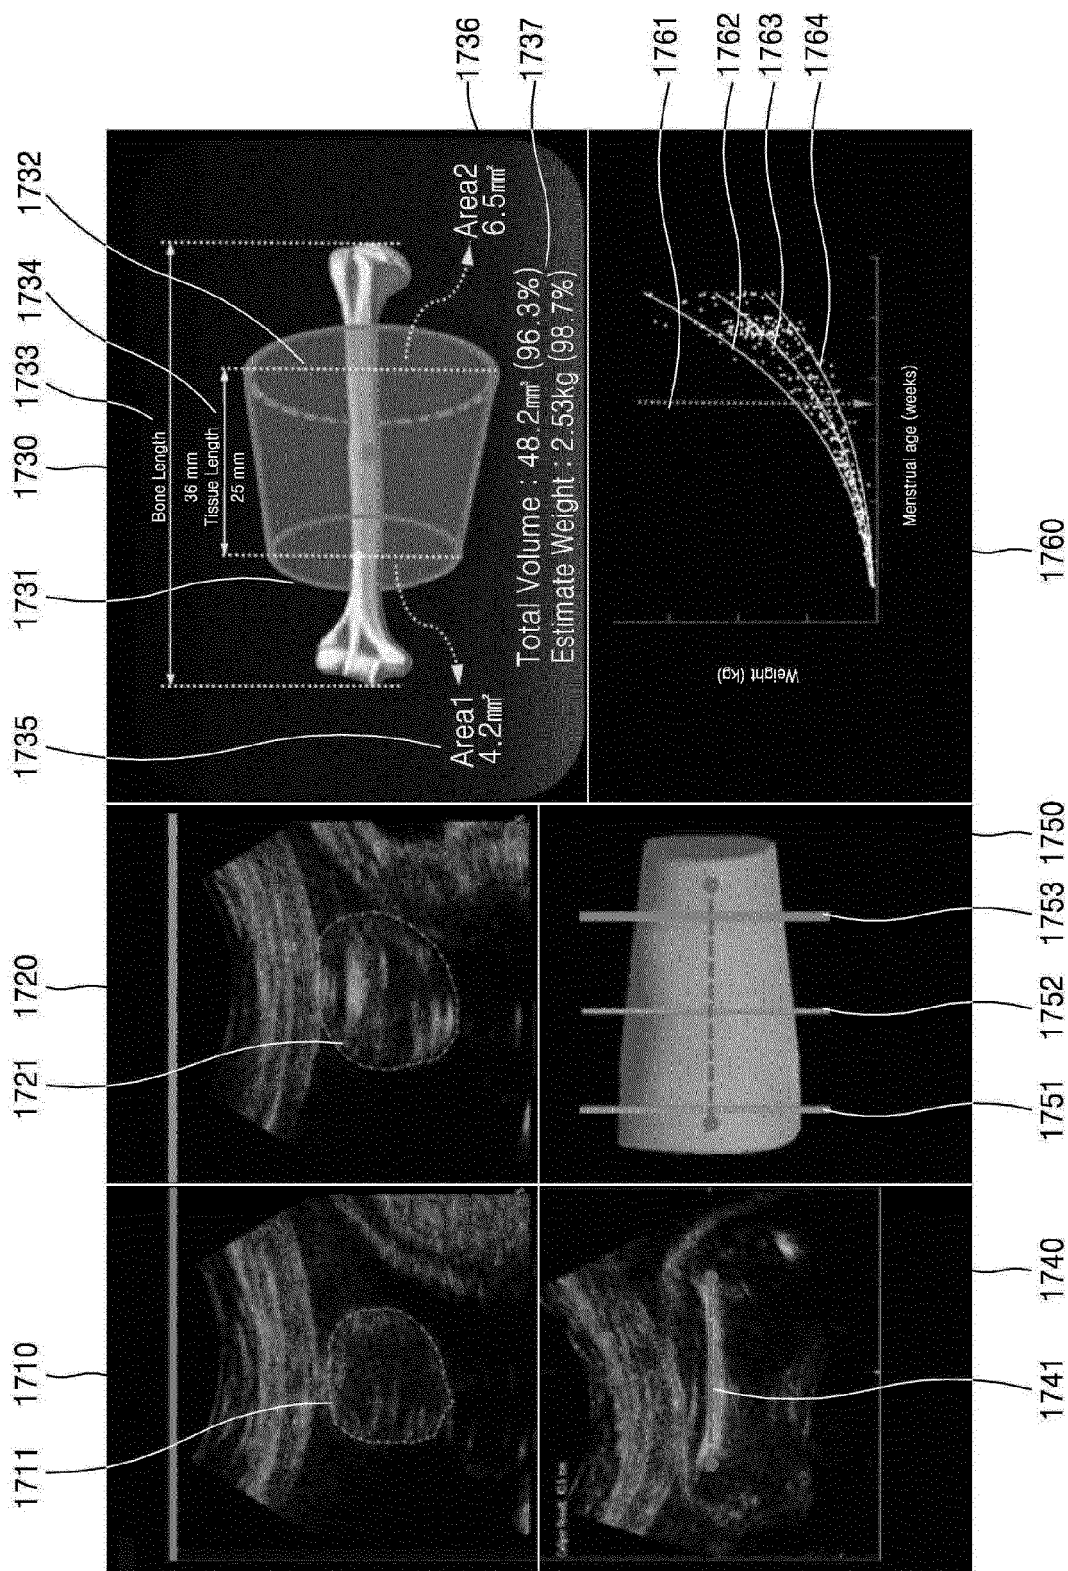 1711
1710
1721
1720
1735
1731
1730
1733
1734
1732
Bone Length
36 mm
Tissue Length
25 mm
Area1
4.2㎟
Area2
6.5㎟
Total Volume : 48.2㎟ (96.3%)
Estimate Weight : 2.53kg (98.7%)
1736
1737
Weight (kg)
Menstrual age (weeks)
1761
1762
1763
1764
1741
1740
1751
1752
1753
1750
1760